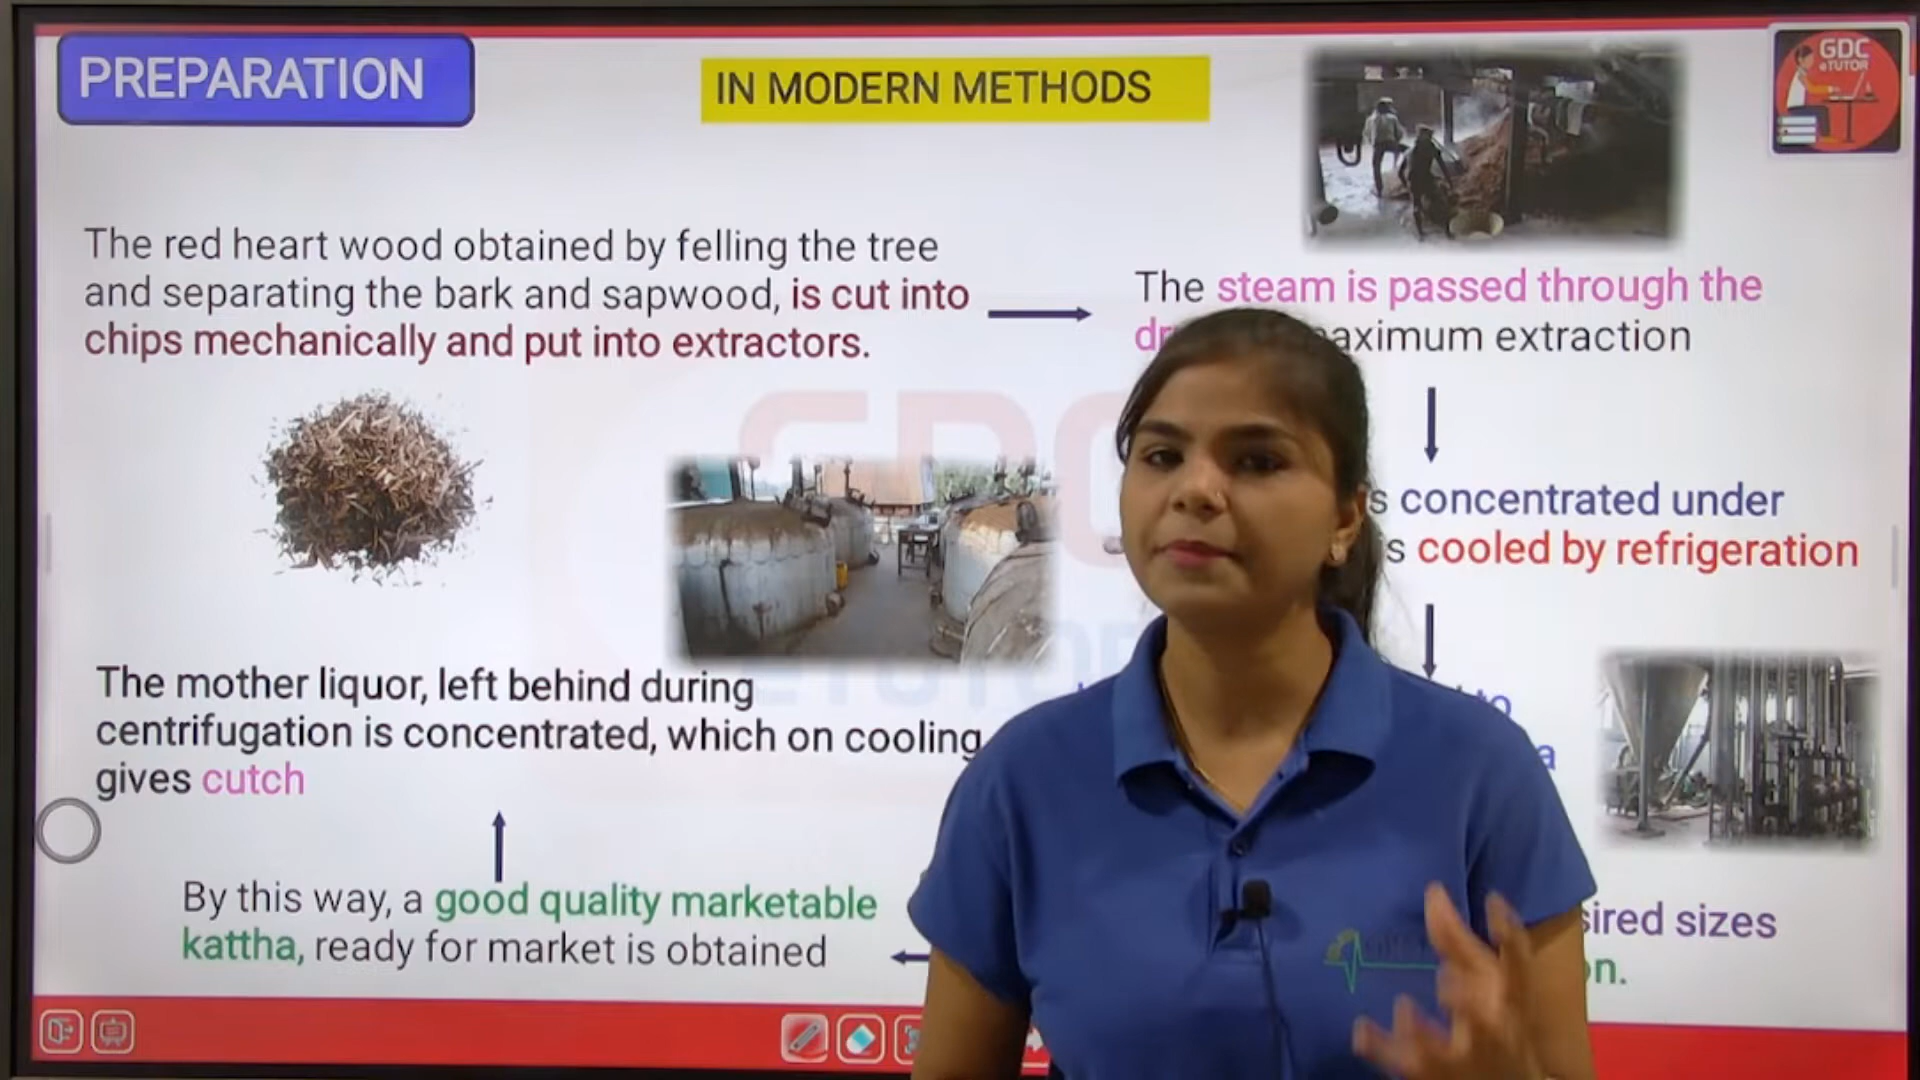 PREPARATION
IN MODERN METHODS
GDC
eTUTOR
The red heart wood obtained by felling the tree
and separating the bark and sapwood, is cut into
chips mechanically and put into extractors.
The steam is passed through the
maximum extraction
concentrated under
cooled by refrigeration
to
a
The mother liquor, left behind during
centrifugation is concentrated, which on cooling
gives cutch
By this way, a good quality marketable
kattha, ready for market is obtained
sizes